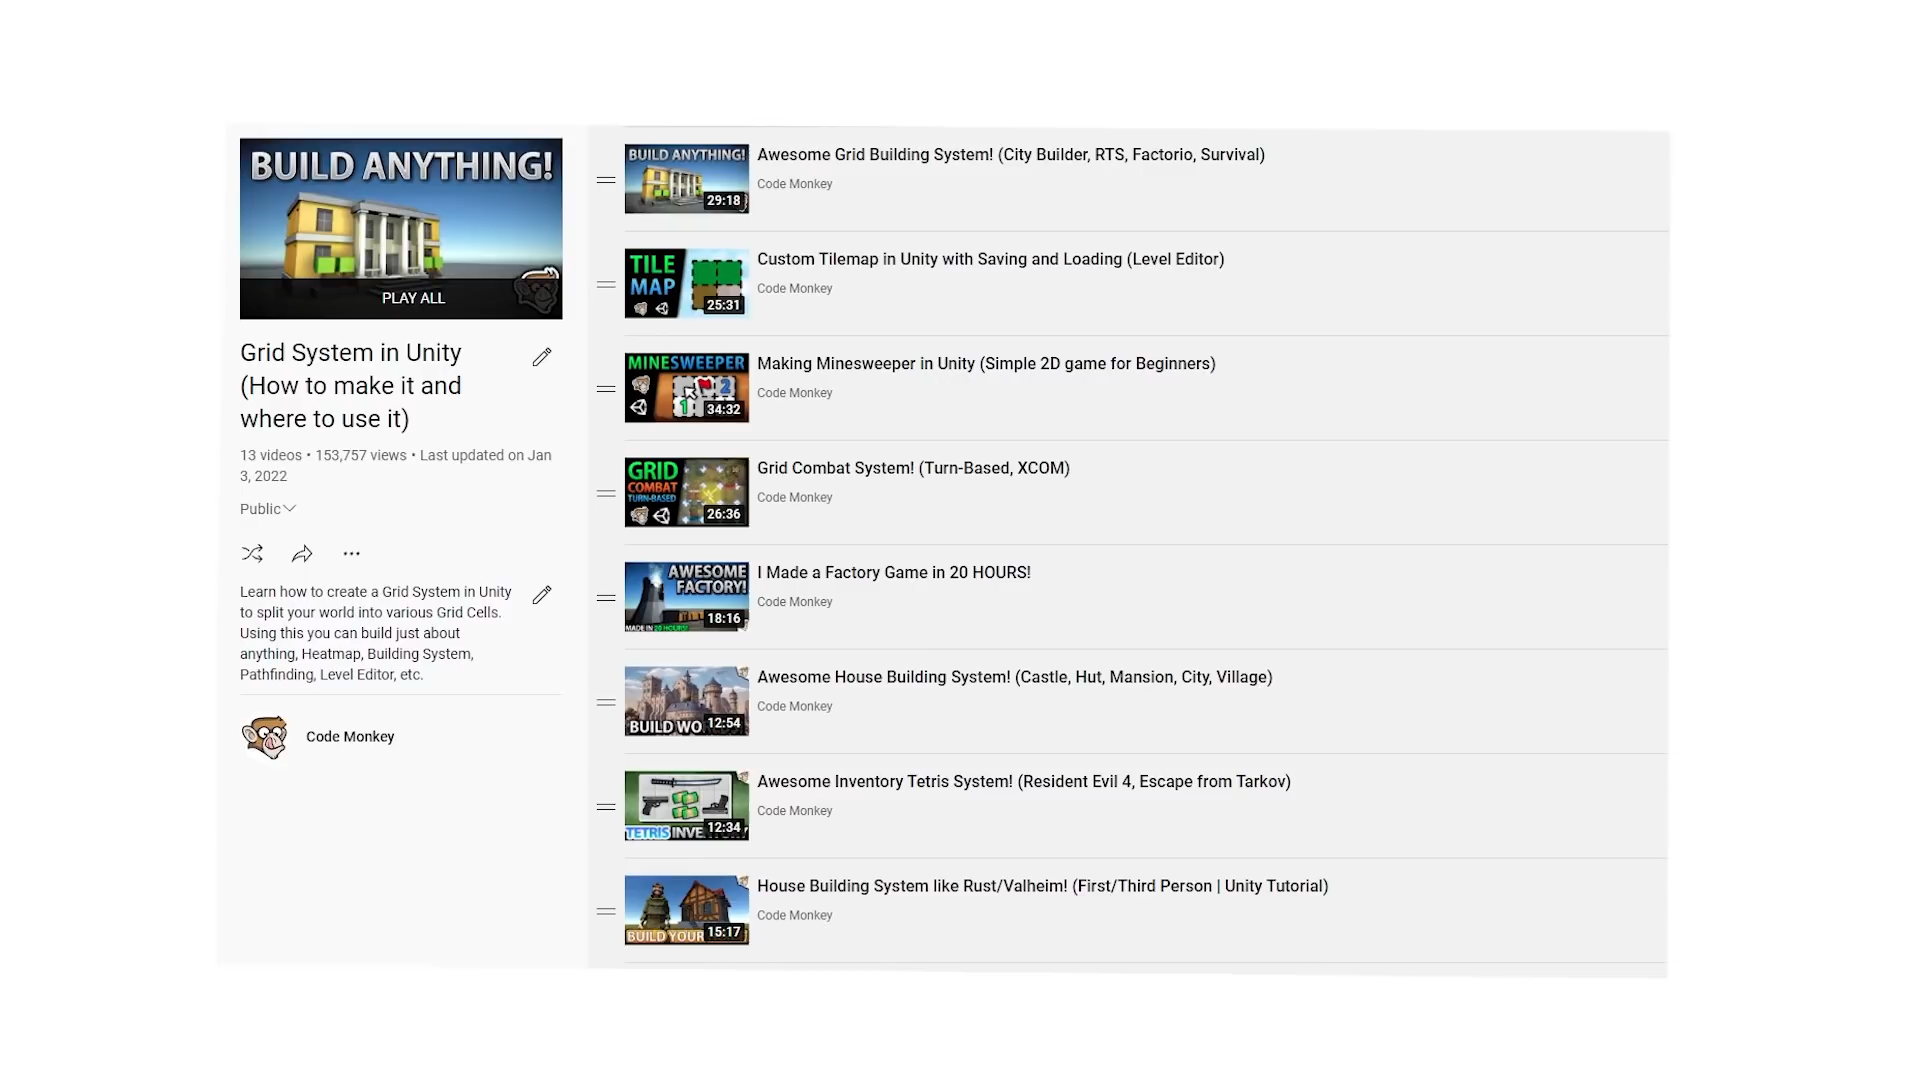 BUILD ANYTHING!
PLAY ALL
Grid System in Unity
(How to make it and
where to use it)
13 videos • 153,757 views • Last updated on Jan
3, 2022
Public
Learn how to create a Grid System in Unity
to split your world into various Grid Cells.
Using this you can build just about
anything, Heatmap, Building System,
Pathfinding, Level Editor, etc.
Code Monkey
BUILD ANYTHING!
29:18
Awesome Grid Building System! (City Builder, RTS, Factorio, Survival)
Code Monkey
TILE
MAP
25:31
Custom Tilemap in Unity with Saving and Loading (Level Editor)
Code Monkey
MINESWEEPER
2
1
34:32
Making Minesweeper in Unity (Simple 2D game for Beginners)
Code Monkey
GRID
COMBAT
TURN-BASED
26:36
Grid Combat System! (Turn-Based, XCOM)
Code Monkey
AWESOME
FACTORY!
18:16
MADE IN 20 HOURS!
I Made a Factory Game in 20 HOURS!
Code Monkey
BUILD WO
12:54
Awesome House Building System! (Castle, Hut, Mansion, City, Village)
Code Monkey
TETRIS INVE
12:34
Awesome Inventory Tetris System! (Resident Evil 4, Escape from Tarkov)
Code Monkey
BUILD YOUR
15:17
House Building System like Rust/Valheim! (First/Third Person | Unity Tutorial)
Code Monkey